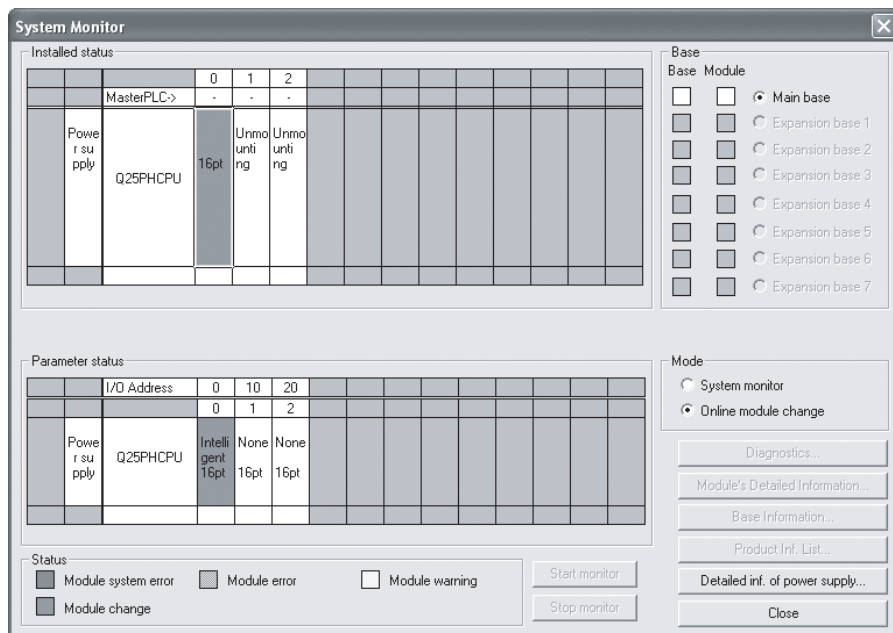 System Monitor
Installed status
0 1 2
MasterPLC-> - - -
Powe
r su
pply
Q25PHCPU
16pt
Unmo
unti
ng
Unmo
unti
ng
Base
Base Module
Main base
Expansion base 1
Expansion base 2
Expansion base 3
Expansion base 4
Expansion base 5
Expansion base 6
Expansion base 7
Parameter status
I/O Address 0 10 20
0 1 2
Powe
r su
pply
Q25PHCPU
Intelli
gent
16pt
None
16pt
None
16pt
Mode
System monitor
Online module change
Diagnostics...
Module's Detailed Information...
Base Information...
Product Inf. List...
Detailed inf. of power supply...
Close
Status
Module system error
Module error
Module warning
Module change
Start monitor
Stop monitor